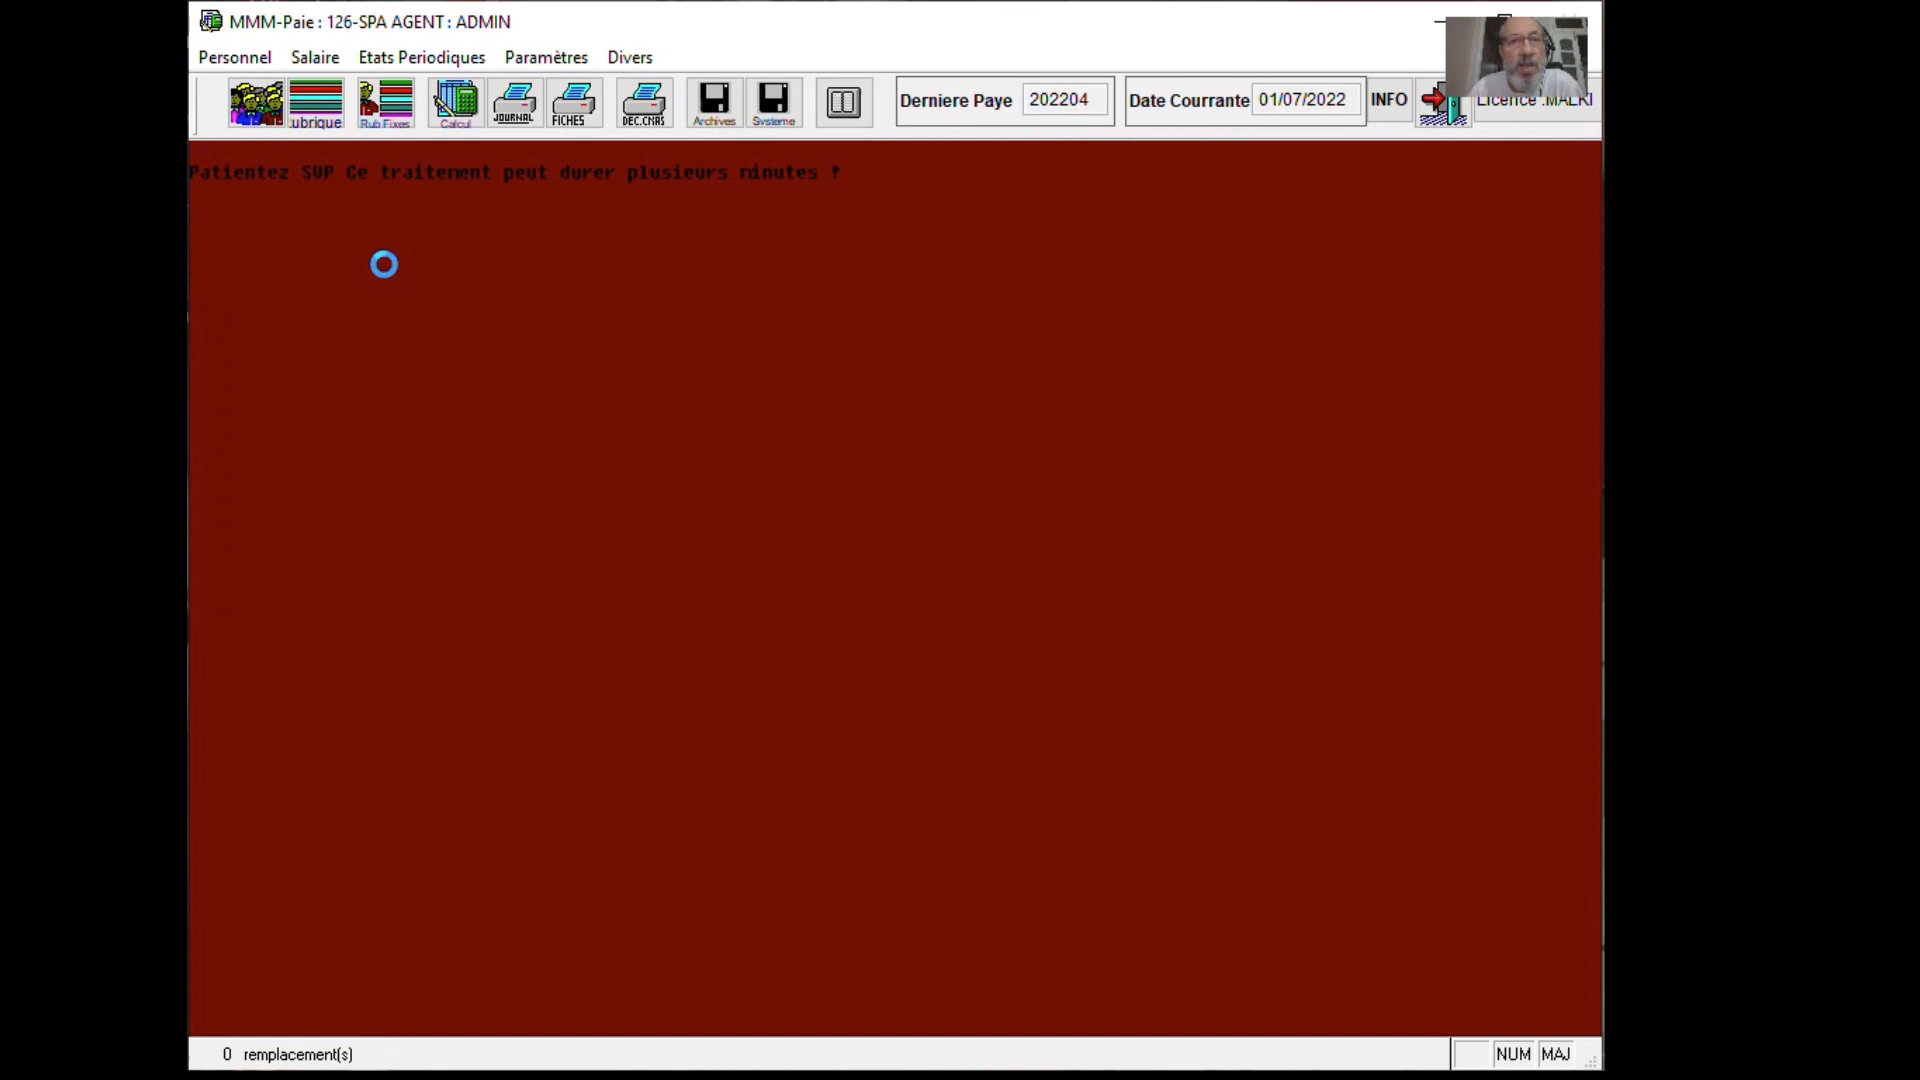 MMM-Paie : 126-SPA AGENT : ADMIN
Personnel Salaire Etats Periodiques Paramètres Divers
ubrique Rub Fixes Calcul JOURNAL FICHES DEC.CNAS Archives Systeme Derniere Paye 202204 Date Courrante 01/07/2022 INFO Licence :MALKI
Patientez SVP Ce traitement peut durer plusieurs minutes !
0 remplacement(s) NUM MAJ